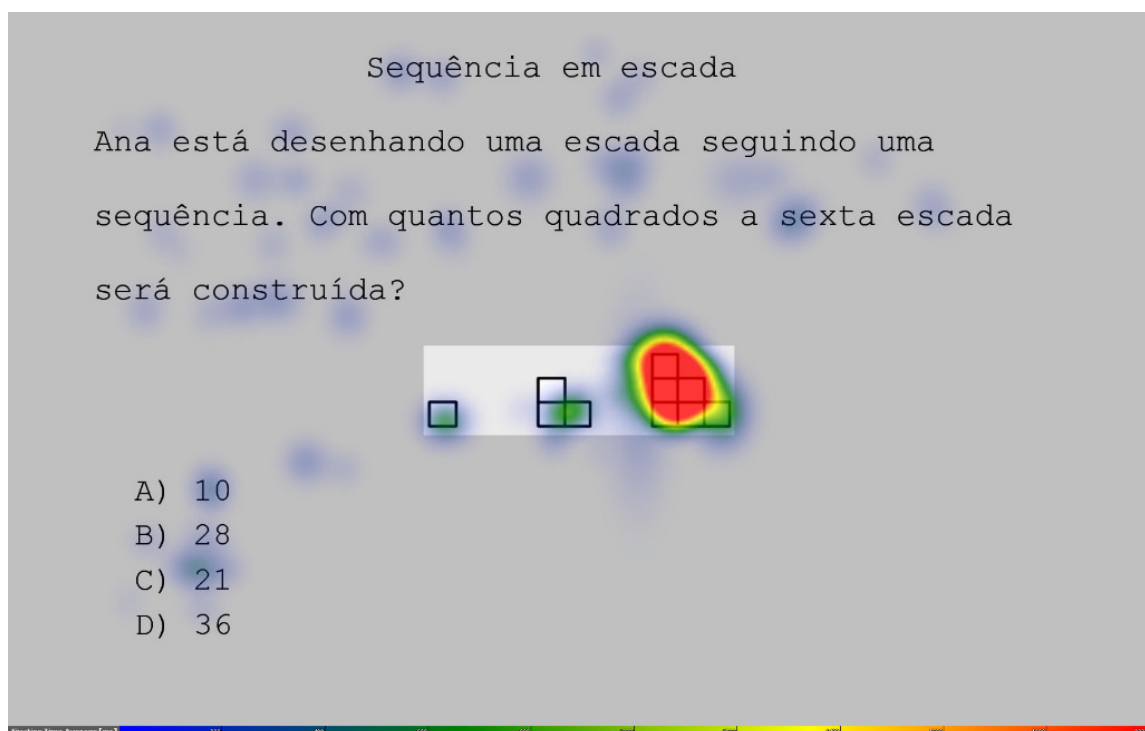 Sequência em escada
Ana está desenhando uma escada seguindo uma
sequência. Com quantos quadrados a sexta escada
será construída?
A) 10
B) 28
C) 21
D) 36